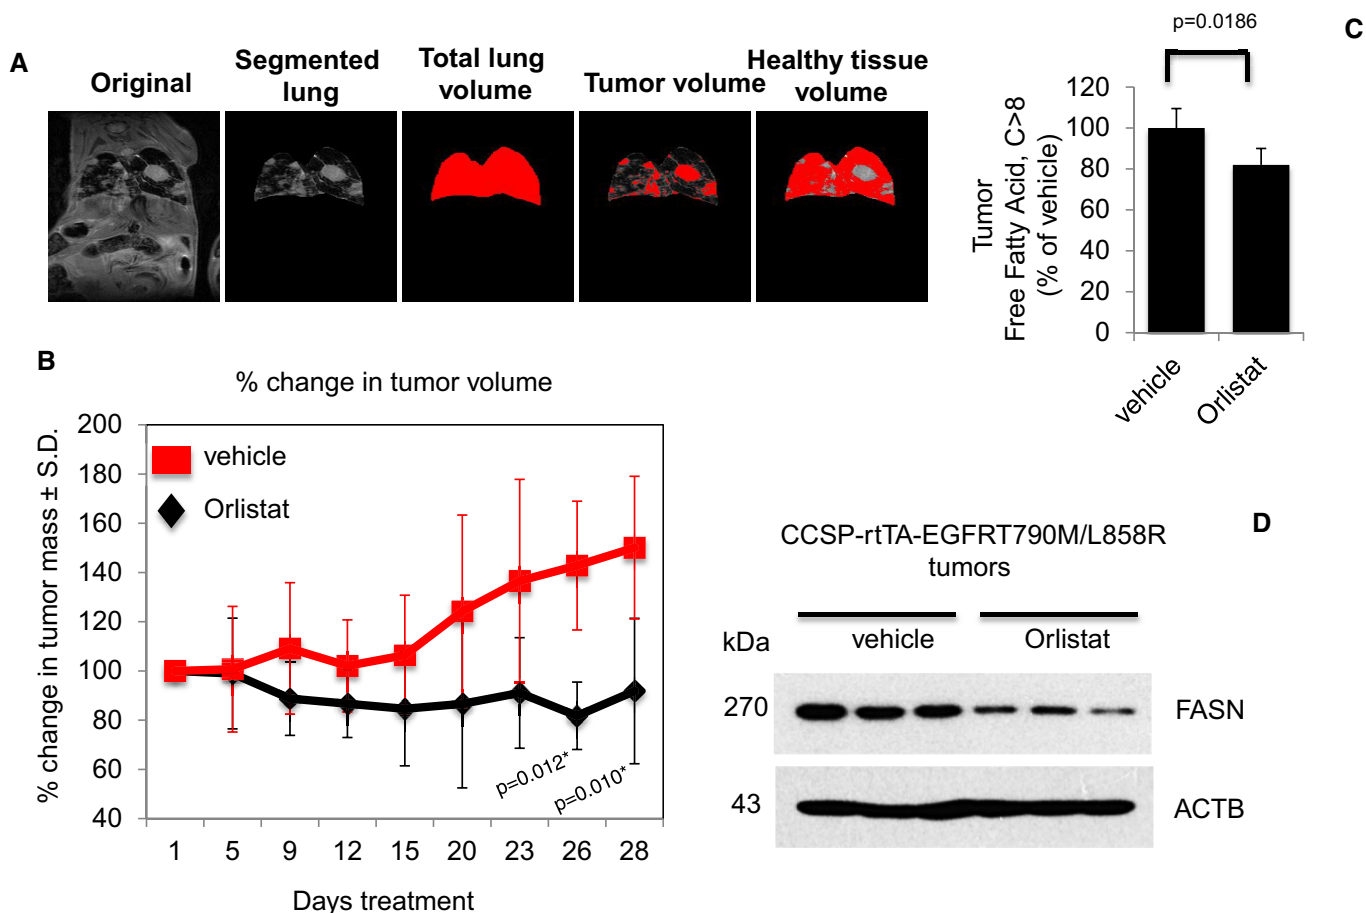 A
Original
Segmented
lung
Total lung
volume
Tumor volume
Healthy tissue
volume
p=0.0186
C
Tumor
Free Fatty Acid, C>8
(% of vehicle)
120
100
80
60
40
20
0
vehicle
Orlistat
B
% change in tumor volume
% change in tumor mass ± S.D.
200
180
160
140
120
100
80
60
40
vehicle
Orlistat
p=0.012*
p=0.010*
1 5 9 12 15 20 23 26 28
Days treatment
D
CCSP-rtTA-EGFRT790M/L858R
tumors
kDa
vehicle
Orlistat
270
FASN
43
ACTB